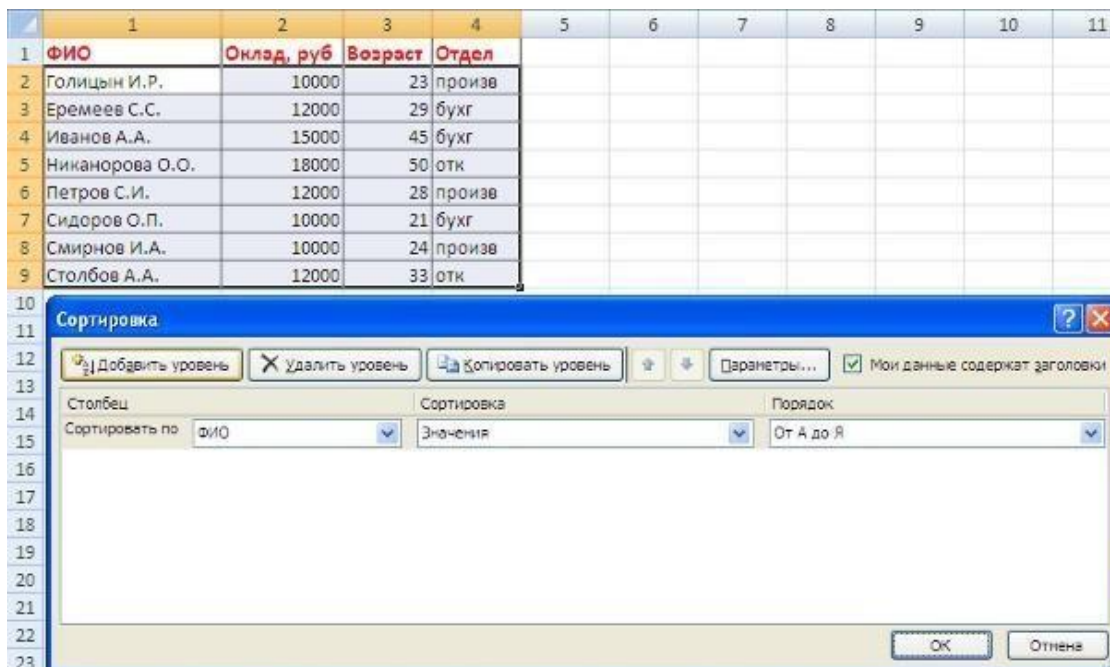 1 2 3 4 5 6 7 8 9 10 11
1 ФИО Оклад, руб Возраст Отдел
2 Голицын И.Р. 10000 23 произв
3 Еремеев С.С. 12000 29 бухг
4 Иванов А.А. 15000 45 бухг
5 Никанорова О.О. 18000 50 отк
6 Петров С.И. 12000 28 произв
7 Сидоров О.П. 10000 21 бухг
8 Смирнов И.А. 10000 24 произв
9 Столбов А.А. 12000 33 отк
10
11
12
13
14
15
16
17
18
19
20
21
22
23
Сортировка
Добавить уровень Удалить уровень Копировать уровень Параметры... Мои данные содержат заголовки
Столбец Сортировка Порядок
Сортировать по ФИО Значения От А до Я
ОК Отмена